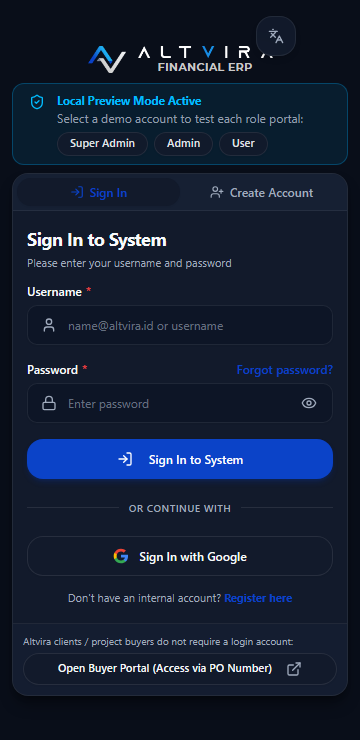 ALTVIRA
FINANCIAL ERP
Local Preview Mode Active
Select a demo account to test each role portal:
Super Admin Admin User
Sign In Create Account
Sign In to System
Please enter your username and password
Username *
name@altvira.id or username
Password * Forgot password?
Enter password
Sign In to System
OR CONTINUE WITH
Sign In with Google
Don't have an internal account? Register here
Altvira clients / project buyers do not require a login account:
Open Buyer Portal (Access via PO Number)